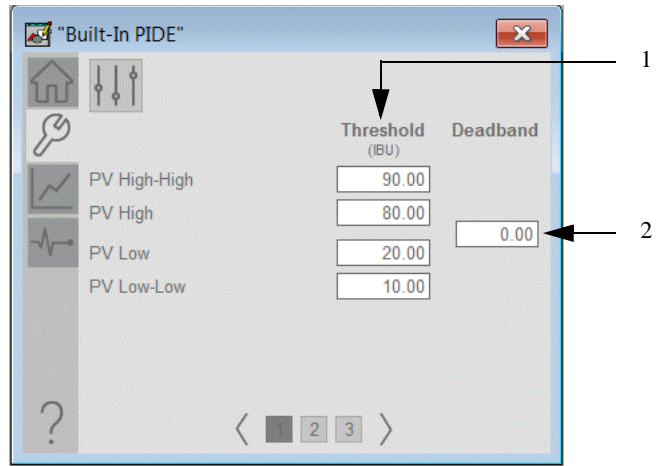 "Built-In PIDE"
1
Threshold Deadband
(IBU)
PV High-High 90.00
PV High 80.00
0.00 2
PV Low 20.00
PV Low-Low 10.00
?
1 2 3